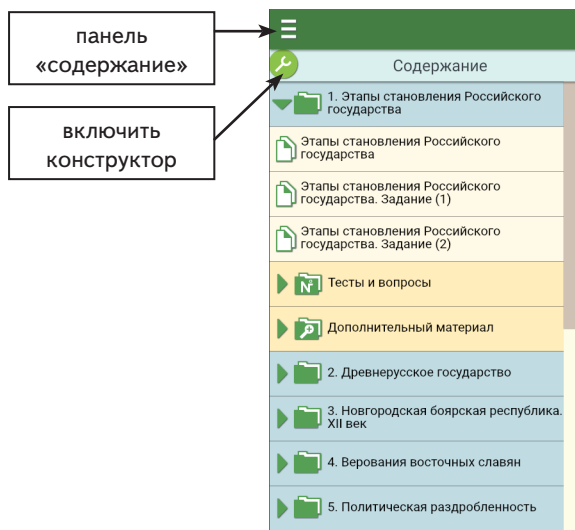 панель
«содержание»
включить
конструктор
Содержание
1. Этапы становления Российского
государства
Этапы становления Российского
государства
Этапы становления Российского
государства. Задание (1)
Этапы становления Российского
государства. Задание (2)
Тесты и вопросы
Дополнительный материал
2. Древнерусское государство
3. Новгородская боярская республика.
XII век
4. Верования восточных славян
5. Политическая раздробленность